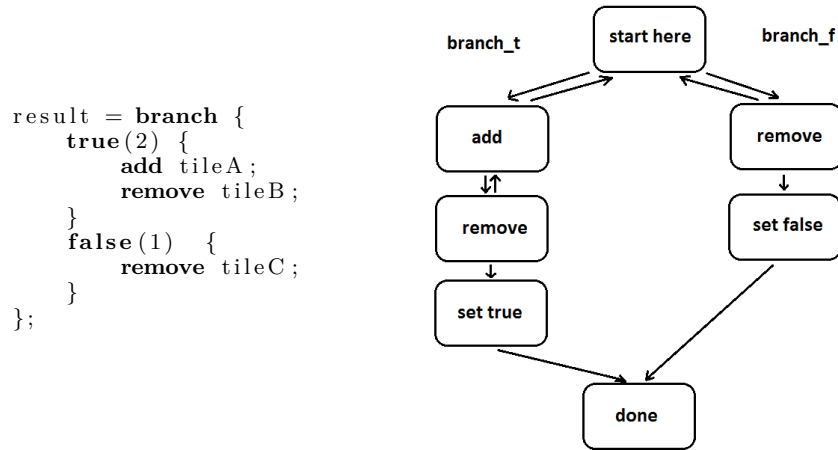 result = branch {
true(2) {
add tileA;
remove tileB;
}
false(1) {
remove tileC;
}
};
start here
branch_t
branch_f
add
remove
remove
set false
set true
done